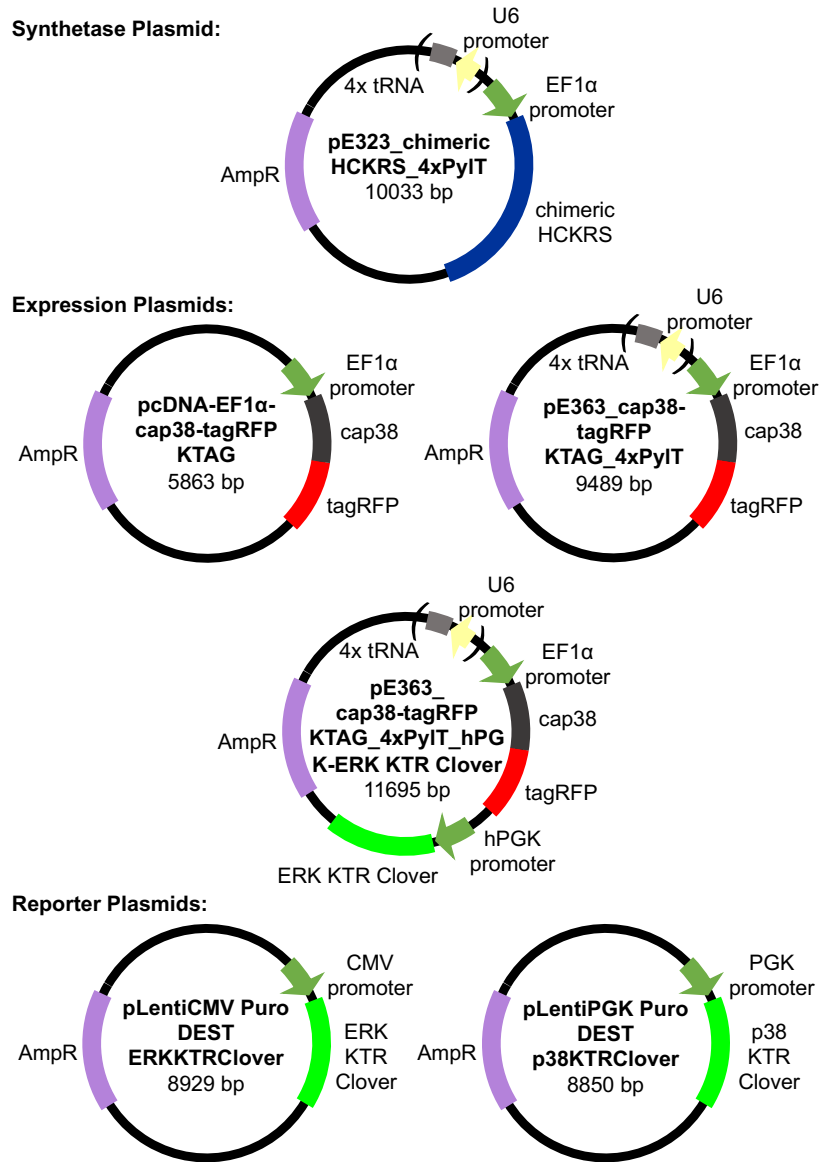 Synthetase Plasmid:
U6
promoter
4x tRNA
EF1α
promoter
pE323_chimeric
HCKRS_4xPylT
10033 bp
AmpR
chimeric
HCKRS
Expression Plasmids:
EF1α
promoter
pcDNA-EF1α-
cap38-tagRFP
KTAG
5863 bp
AmpR
cap38
tagRFP
U6
promoter
4x tRNA
EF1α
promoter
pE363_cap38-
tagRFP
KTAG_4xPylT
9489 bp
AmpR
cap38
tagRFP
U6
promoter
4x tRNA
EF1α
promoter
pE363_
cap38-tagRFP
KTAG_4xPylT_hPG
K-ERK KTR Clover
11695 bp
AmpR
cap38
tagRFP
hPGK
promoter
ERK KTR Clover
Reporter Plasmids:
CMV
promoter
pLentiCMV Puro
DEST
ERKKTRClover
8929 bp
AmpR
ERK
KTR
Clover
PGK
promoter
pLentiPGK Puro
DEST
p38KTRClover
8850 bp
AmpR
p38
KTR
Clover